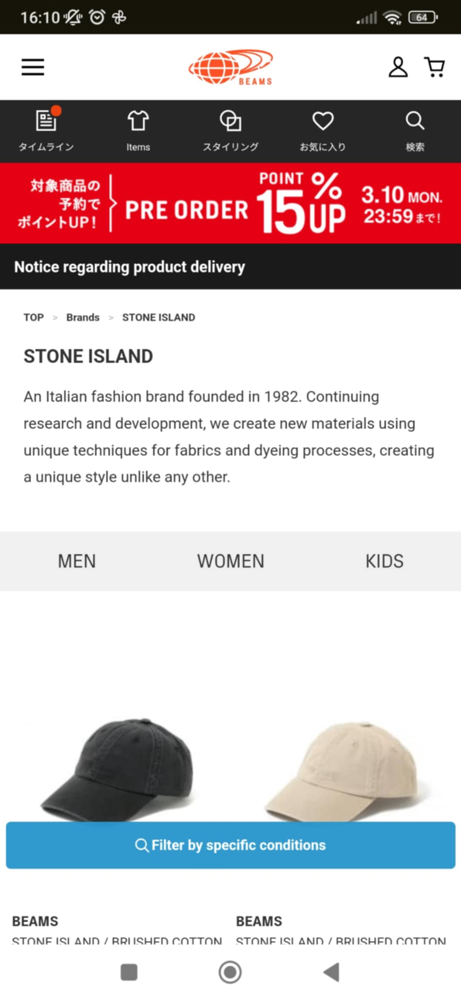 16:10
64
BEAMS
タイムライン
Items
スタイリング
お気に入り
検索
対象商品の
予約で
ポイントUP!
PRE ORDER
POINT
15%UP
3.10 MON.
23:59まで!
Notice regarding product delivery
TOP > Brands > STONE ISLAND
STONE ISLAND
An Italian fashion brand founded in 1982. Continuing
research and development, we create new materials using
unique techniques for fabrics and dyeing processes, creating
a unique style unlike any other.
MEN
WOMEN
KIDS
Filter by specific conditions
BEAMS
STONE ISLAND / BRUSHED COTTON
BEAMS
STONE ISLAND / BRUSHED COTTON